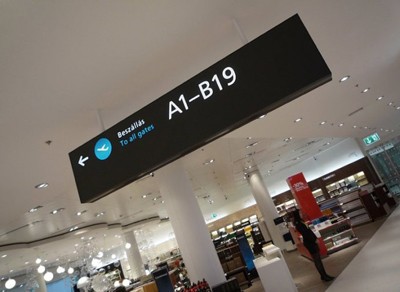 Beszállás
To all gates
A1–B19